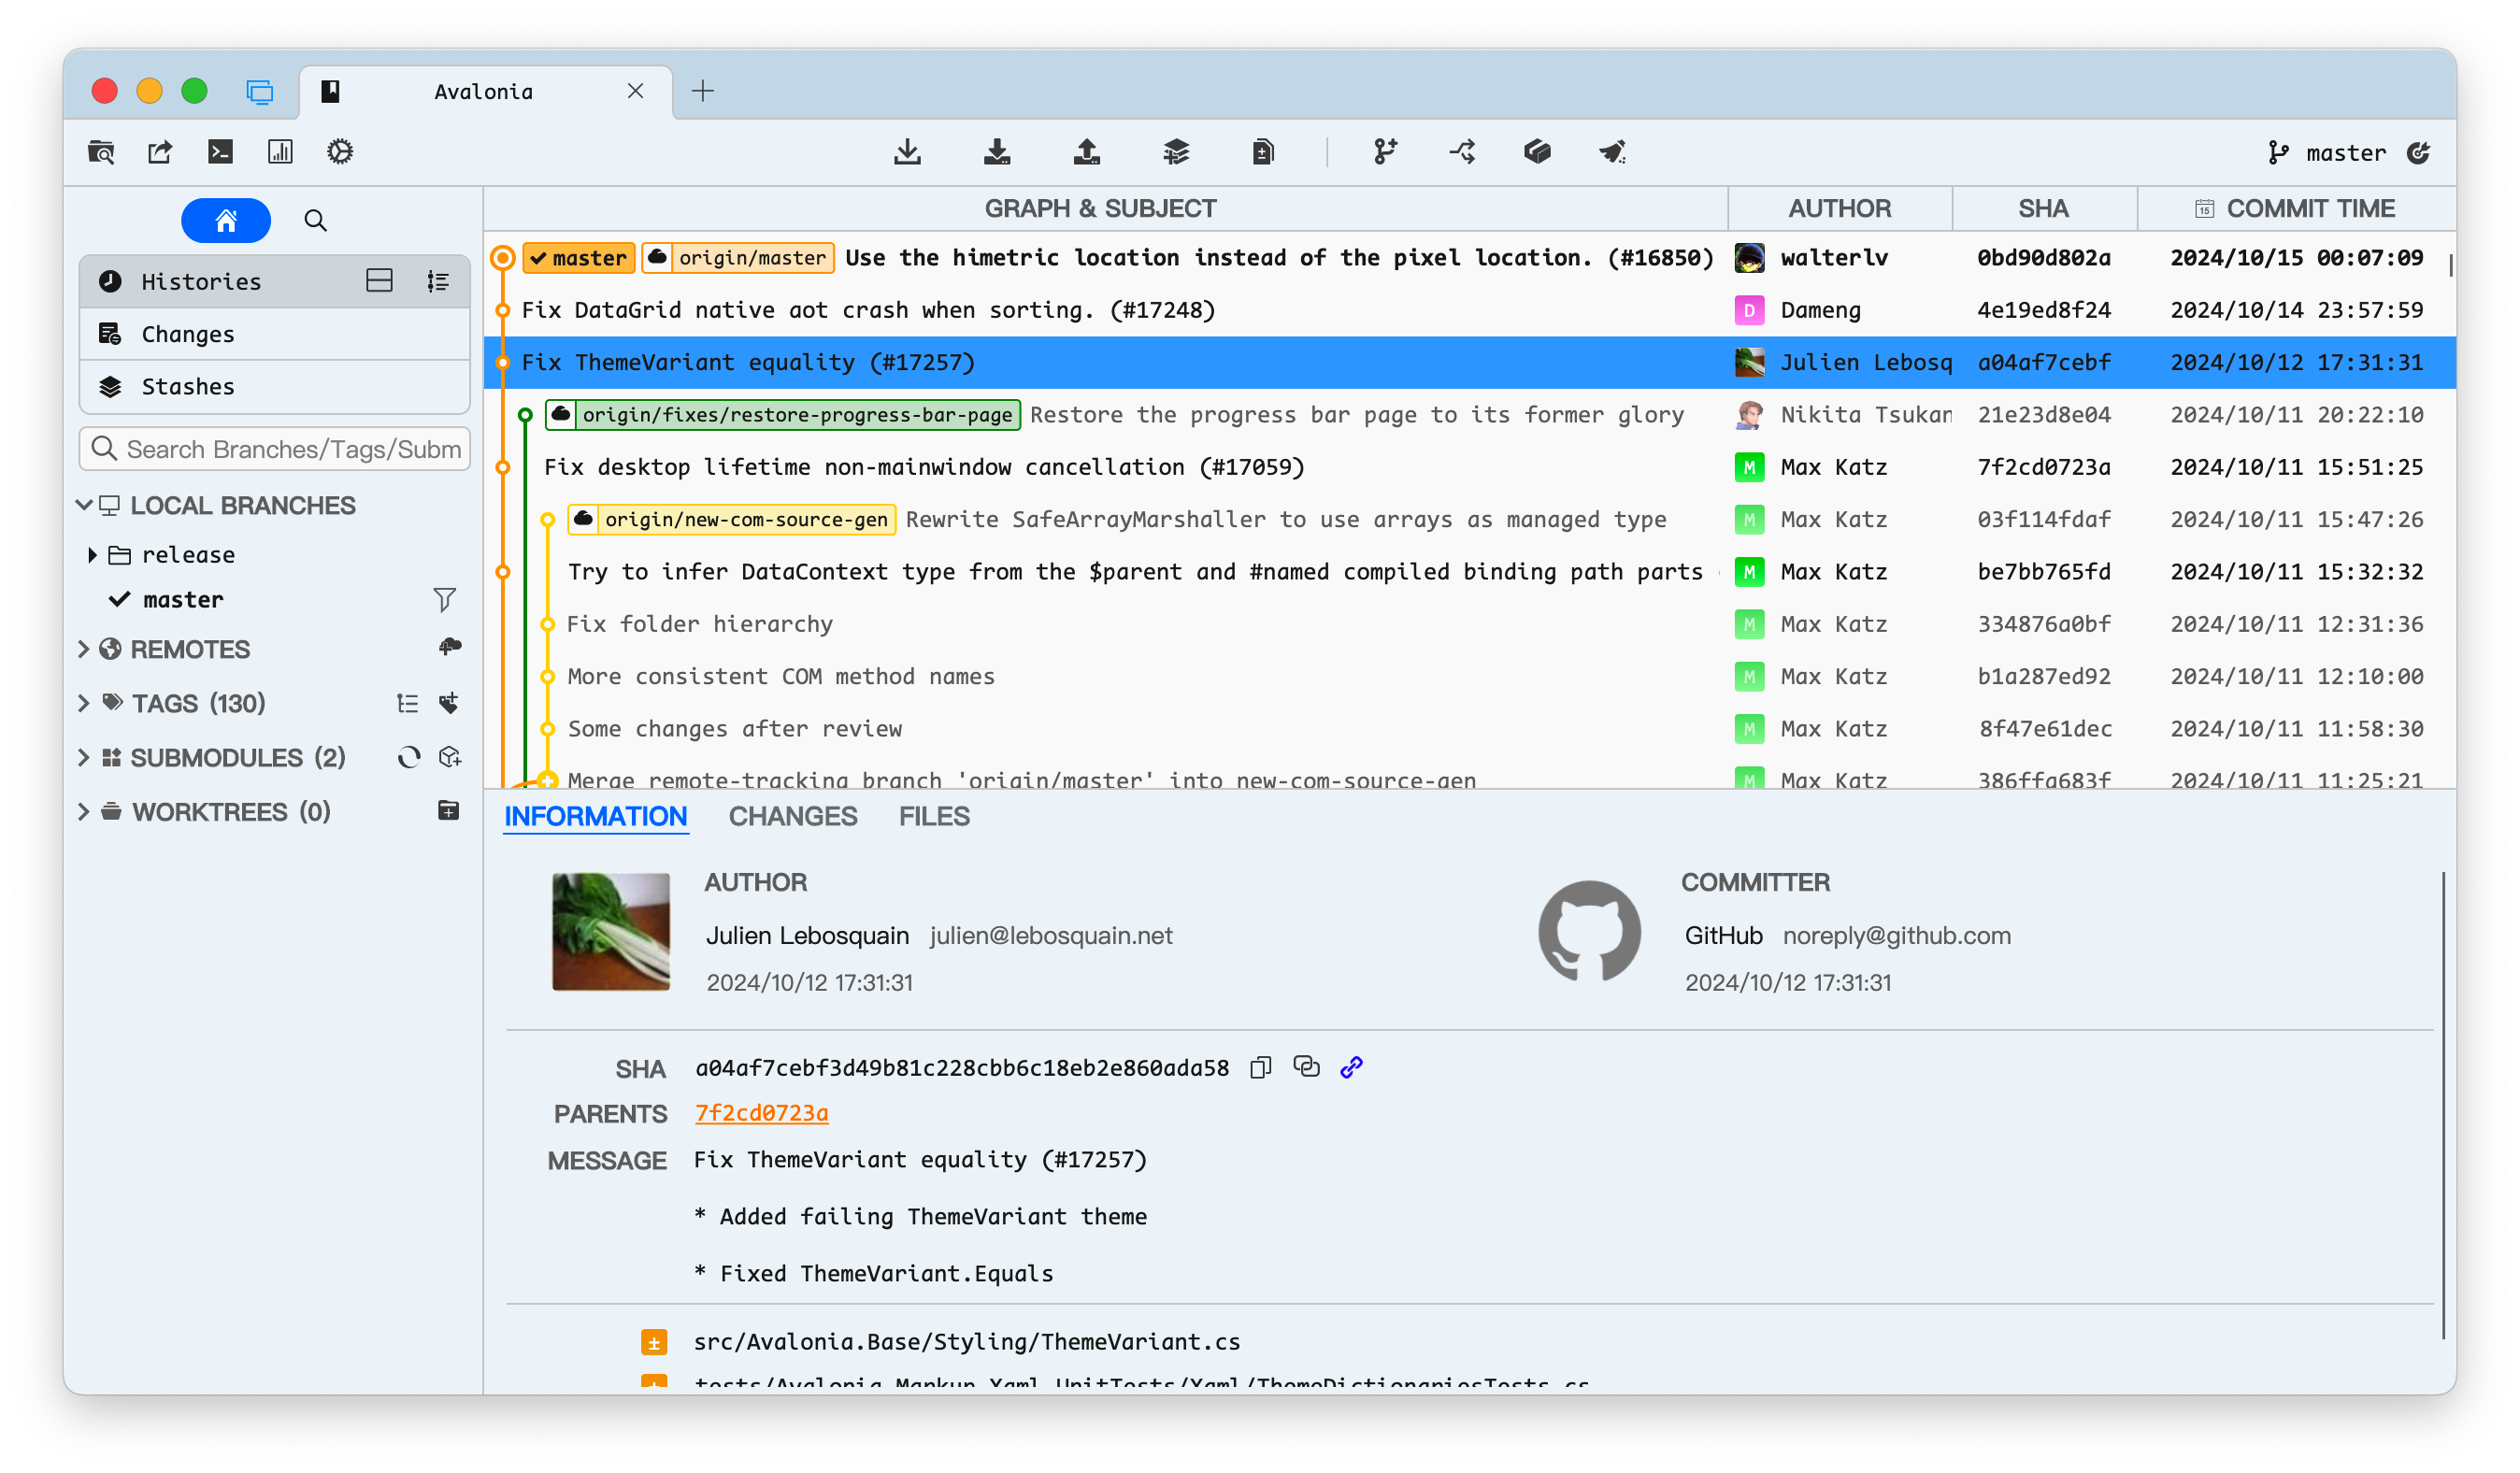 Avalonia
master
GRAPH & SUBJECT AUTHOR SHA 15 COMMIT TIME
master origin/master Use the himetric location instead of the pixel location. (#16850) walterlv 0bd90d802a 2024/10/15 00:07:09
Fix DataGrid native aot crash when sorting. (#17248) D Dameng 4e19ed8f24 2024/10/14 23:57:59
Fix ThemeVariant equality (#17257) Julien Lebosq a04af7cebf 2024/10/12 17:31:31
origin/fixes/restore-progress-bar-page Restore the progress bar page to its former glory Nikita Tsukan 21e23d8e04 2024/10/11 20:22:10
Fix desktop lifetime non-mainwindow cancellation (#17059) M Max Katz 7f2cd0723a 2024/10/11 15:51:25
origin/new-com-source-gen Rewrite SafeArrayMarshaller to use arrays as managed type M Max Katz 03f114fdaf 2024/10/11 15:47:26
Try to infer DataContext type from the $parent and #named compiled binding path parts M Max Katz be7bb765fd 2024/10/11 15:32:32
Fix folder hierarchy M Max Katz 334876a0bf 2024/10/11 12:31:36
More consistent COM method names M Max Katz b1a287ed92 2024/10/11 12:10:00
Some changes after review M Max Katz 8f47e61dec 2024/10/11 11:58:30
Merge remote-tracking branch 'origin/master' into new-com-source-gen M Max Katz 386ffa683f 2024/10/11 11:25:21
Histories
Changes
Stashes
Search Branches/Tags/Subm
LOCAL BRANCHES
release
master
REMOTES
TAGS (130)
SUBMODULES (2)
WORKTREES (0)
INFORMATION CHANGES FILES
AUTHOR
Julien Lebosquain julien@lebosquain.net
2024/10/12 17:31:31
COMMITTER
GitHub noreply@github.com
2024/10/12 17:31:31
SHA a04af7cebf3d49b81c228cbb6c18eb2e860ada58
PARENTS 7f2cd0723a
MESSAGE Fix ThemeVariant equality (#17257)
* Added failing ThemeVariant theme
* Fixed ThemeVariant.Equals
± src/Avalonia.Base/Styling/ThemeVariant.cs
± tests/Avalonia.Markup.Xaml.UnitTests/Xaml/ThemeDictionariesTests.cs